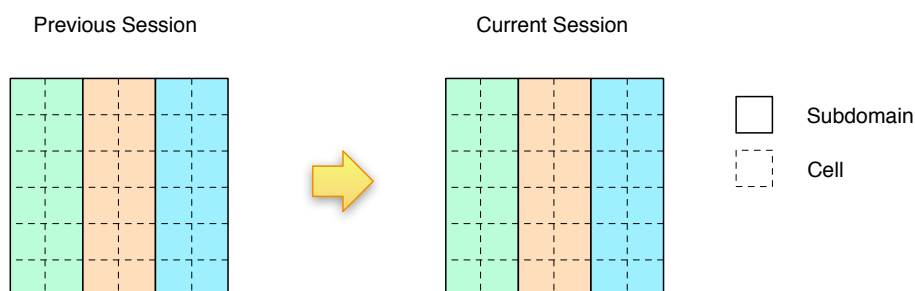 Previous Session
Current Session
Subdomain
Cell